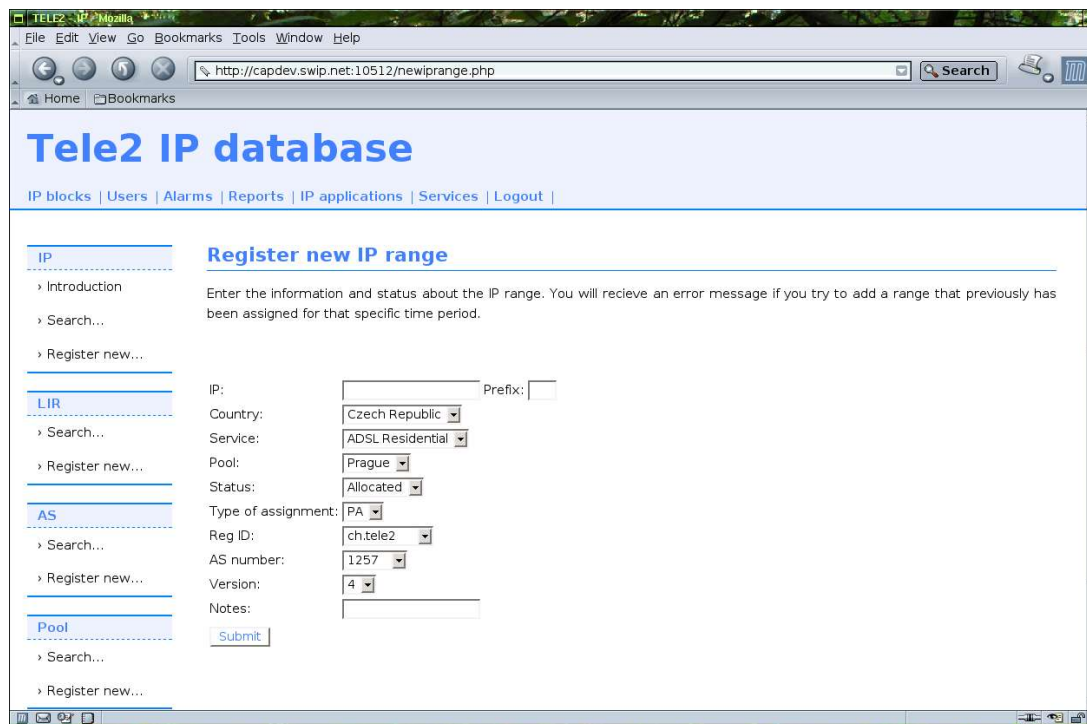 TELE2 - IP - Mozilla
File Edit View Go Bookmarks Tools Window Help
http://capdev.swip.net:10512/newiprange.php
Search
Home Bookmarks
Tele2 IP database
IP blocks | Users | Alarms | Reports | IP applications | Services | Logout |
IP
› Introduction
› Search...
› Register new...
LIR
› Search...
› Register new...
AS
› Search...
› Register new...
Pool
› Search...
› Register new...
Register new IP range
Enter the information and status about the IP range. You will recieve an error message if you try to add a range that previously has
been assigned for that specific time period.
IP: Prefix:
Country: Czech Republic
Service: ADSL Residential
Pool: Prague
Status: Allocated
Type of assignment: PA
Reg ID: ch.tele2
AS number: 1257
Version: 4
Notes:
Submit